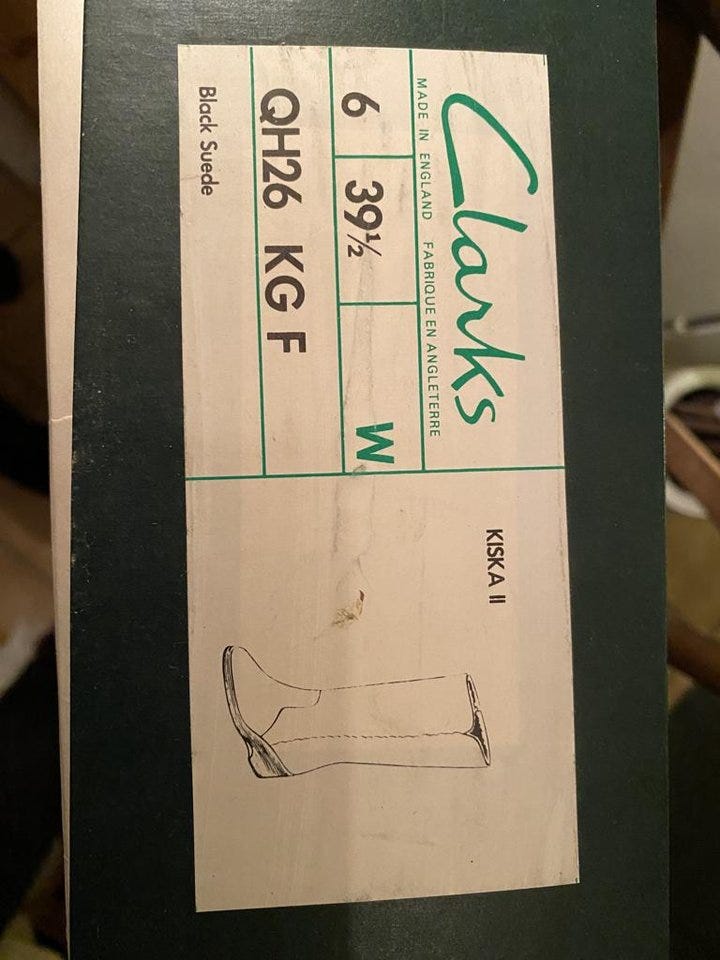 Clarks
MADE IN ENGLAND FABRIQUE EN ANGLETERRE
6 39½ W
QH26 KG F
Black Suede
KISKA II